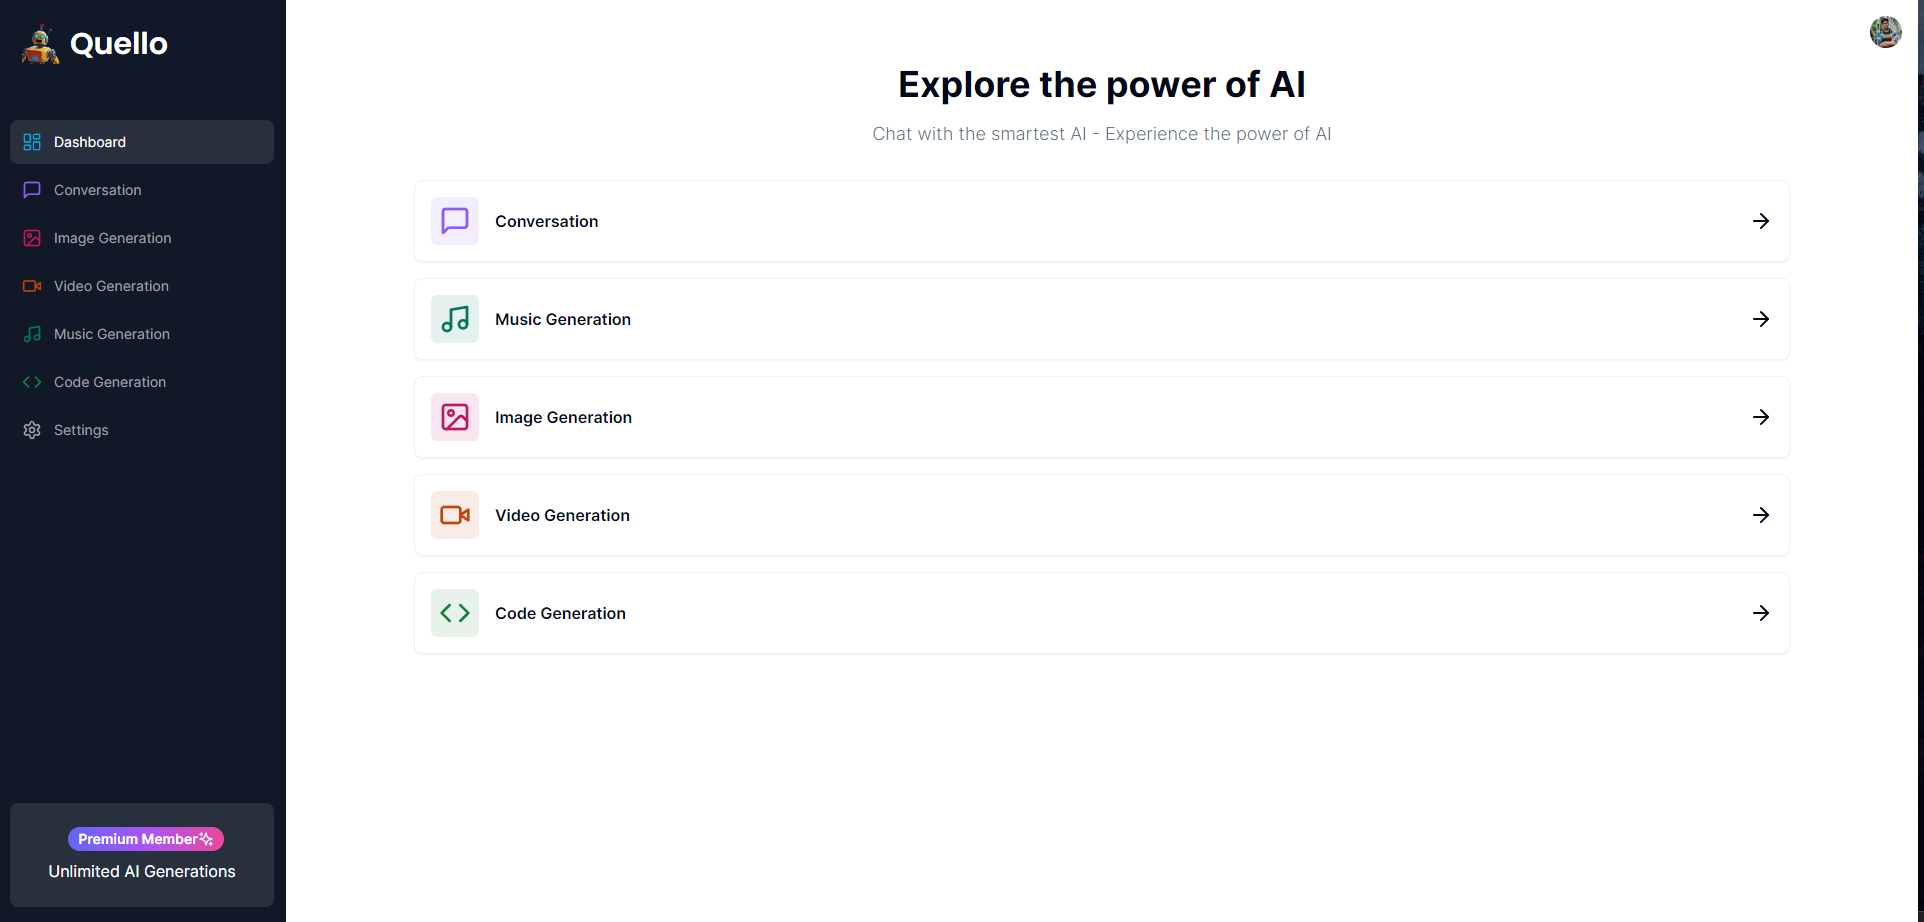 Quello
Dashboard
Conversation
Image Generation
Video Generation
Music Generation
Code Generation
Settings
Premium Member
Unlimited AI Generations
Explore the power of AI
Chat with the smartest AI - Experience the power of AI
Conversation
Music Generation
Image Generation
Video Generation
Code Generation